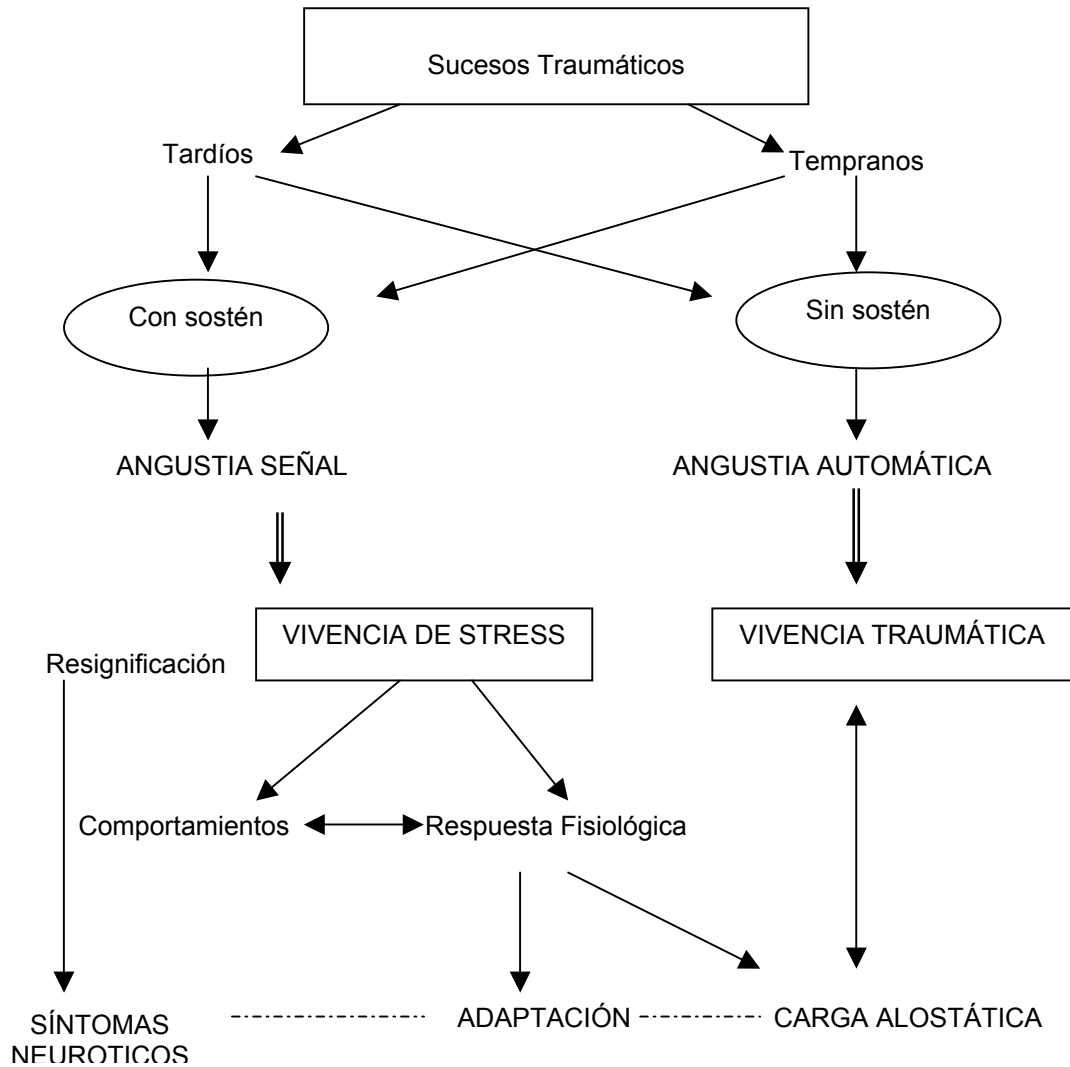 Sucesos Traumáticos
Tardíos
Tempranos
Con sostén
Sin sostén
ANGUSTIA SEÑAL
ANGUSTIA AUTOMÁTICA
VIVENCIA DE STRESS
VIVENCIA TRAUMÁTICA
Resignificación
Comportamientos
Respuesta Fisiológica
SÍNTOMAS
NEUROTICOS
ADAPTACIÓN
CARGA ALOSTÁTICA